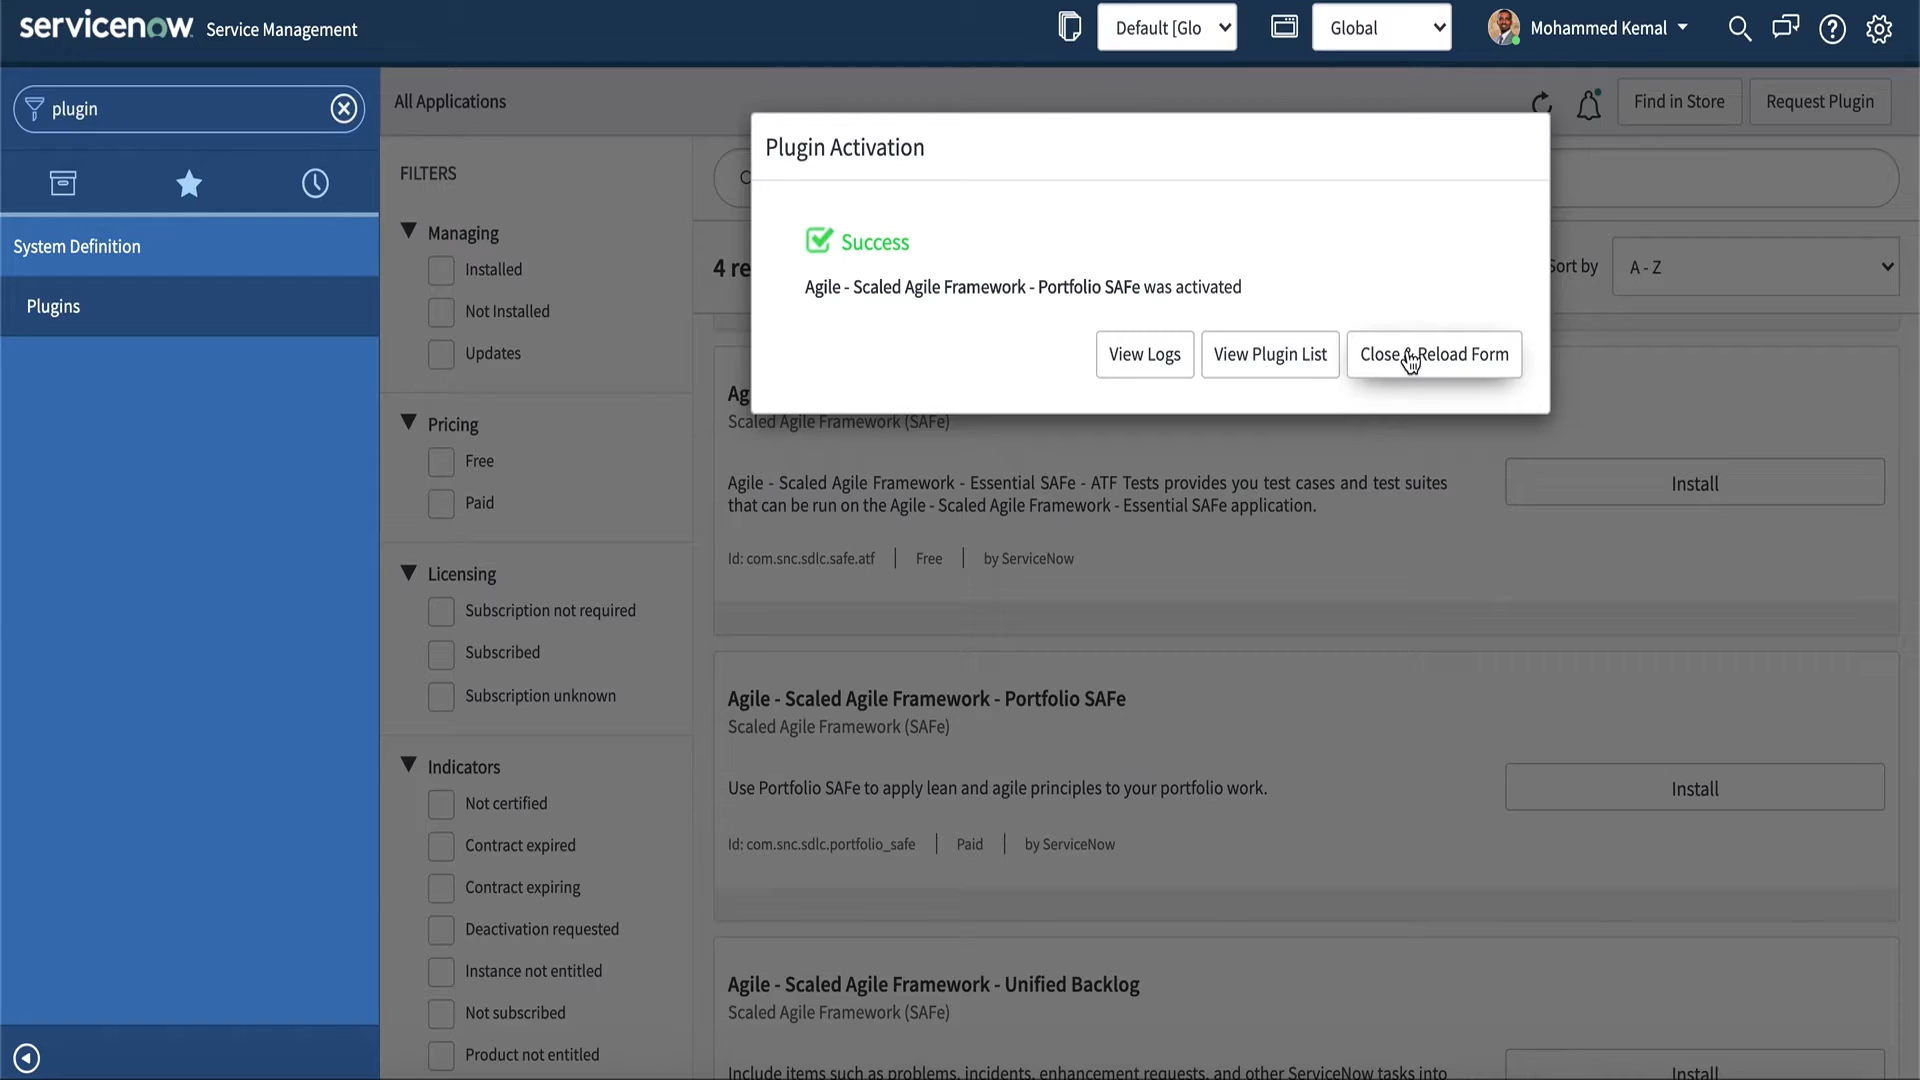 servicenow Service Management
Default [Glo
Global
Mohammed Kemal
plugin
System Definition
Plugins
All Applications
Find in Store
Request Plugin
FILTERS
Managing
Installed
Not Installed
Updates
Pricing
Free
Paid
Licensing
Subscription not required
Subscribed
Subscription unknown
Indicators
Not certified
Contract expired
Contract expiring
Deactivation requested
Instance not entitled
Not subscribed
Product not entitled
Plugin Activation
Success
Agile - Scaled Agile Framework - Portfolio SAFe was activated
View Logs
View Plugin List
Close & Reload Form
4 re
Sort by
A - Z
Ag
Scaled Agile Framework (SAFe)
Agile - Scaled Agile Framework - Essential SAFe - ATF Tests provides you test cases and test suites
that can be run on the Agile - Scaled Agile Framework - Essential SAFe application.
Install
Id: com.snc.sdlc.safe.atf | Free | by ServiceNow
Agile - Scaled Agile Framework - Portfolio SAFe
Scaled Agile Framework (SAFe)
Use Portfolio SAFe to apply lean and agile principles to your portfolio work.
Install
Id: com.snc.sdlc.portfolio_safe | Paid | by ServiceNow
Agile - Scaled Agile Framework - Unified Backlog
Scaled Agile Framework (SAFe)
Include items such as problems, incidents, enhancement requests, and other ServiceNow tasks into
Install